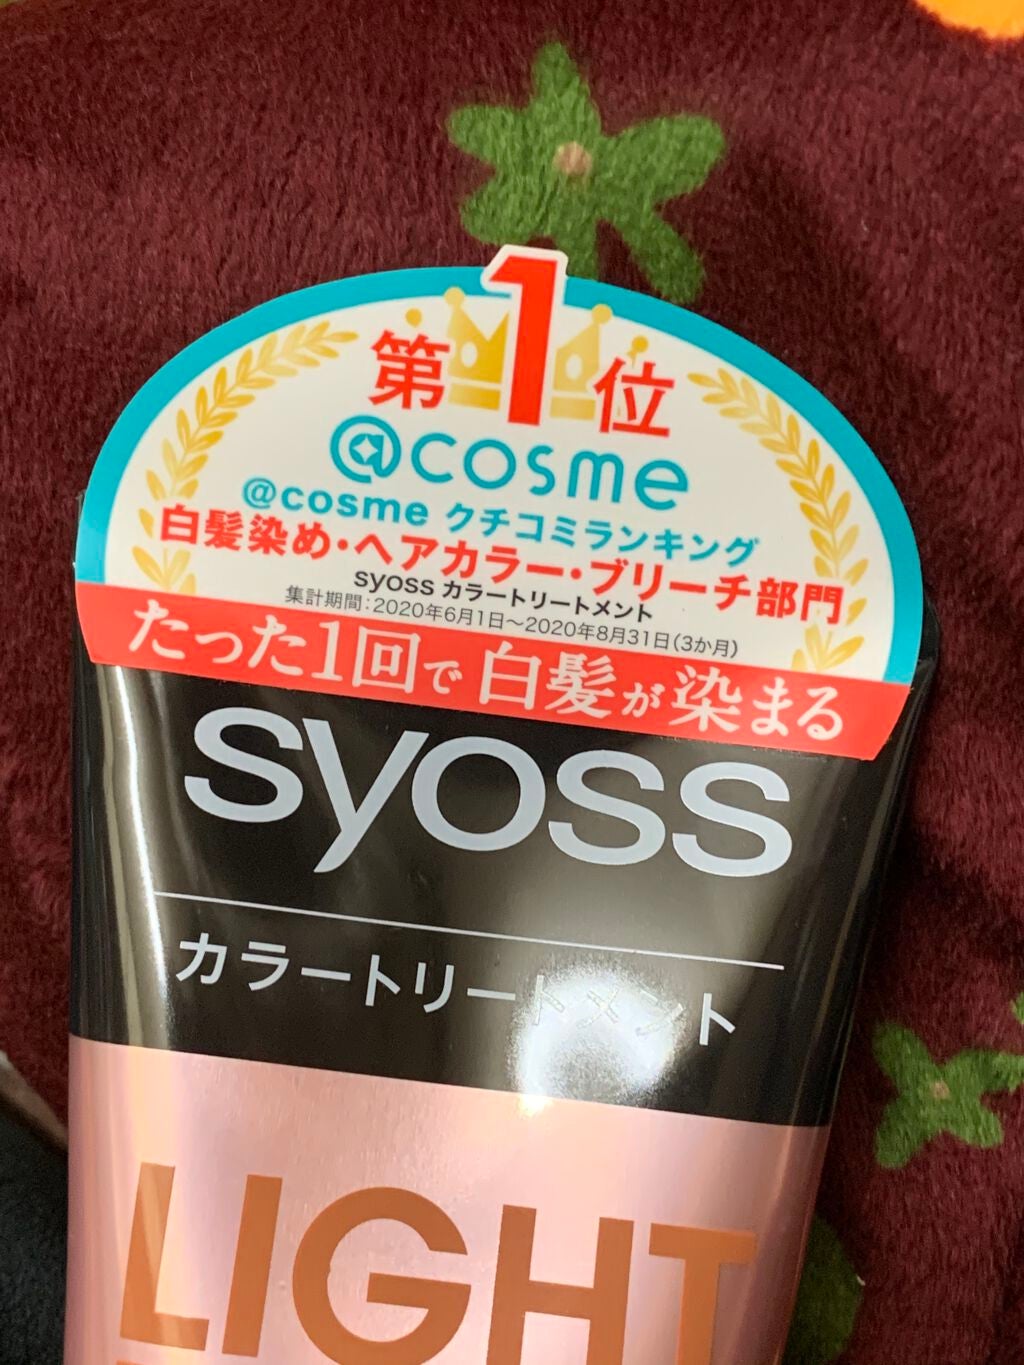 第1位
@cosme
@cosme クチコミランキング
白髪染め・ヘアカラー・ブリーチ部門
syoss カラートリートメント
集計期間:2020年6月1日〜2020年8月31日(3か月)
たった1回で白髪が染まる
syoss
カラートリートメント
LIGHT